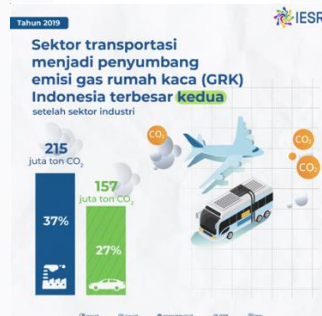 Tahun 2019
IESR
Sektor transportasi
menjadi penyumbang
emisi gas rumah kaca (GRK)
Indonesia terbesar kedua
setelah sektor industri
215
juta ton CO₂
37%
157
juta ton CO₂
27%
CO₂
CO₂
CO₂